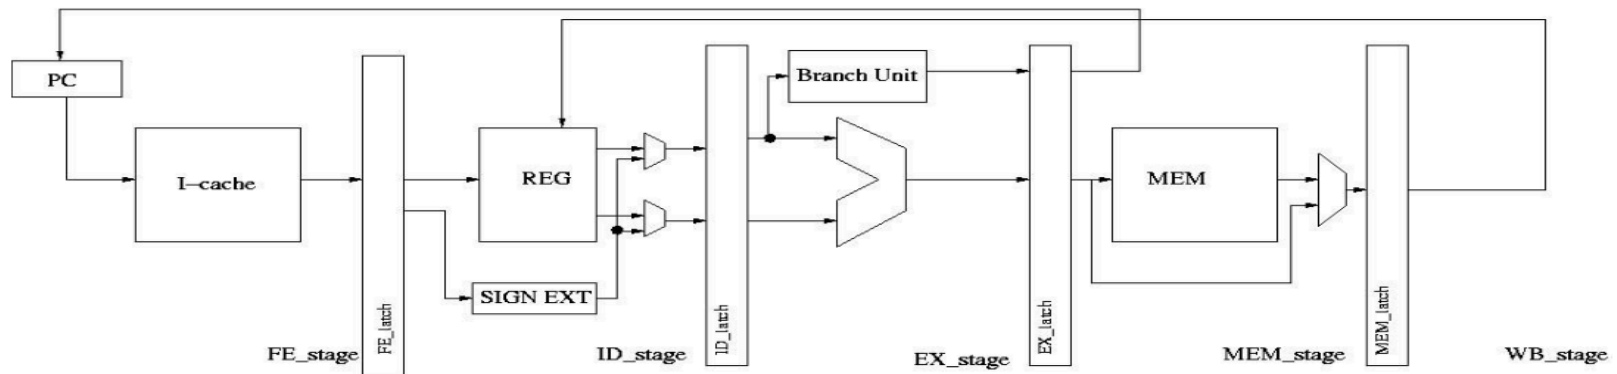 PC
I-cache
FE_stage
FE_latch
REG
SIGN EXT
ID_stage
ID_latch
Branch Unit
EX_stage
EX_latch
MEM
MEM_stage
MEM_latch
WB_stage